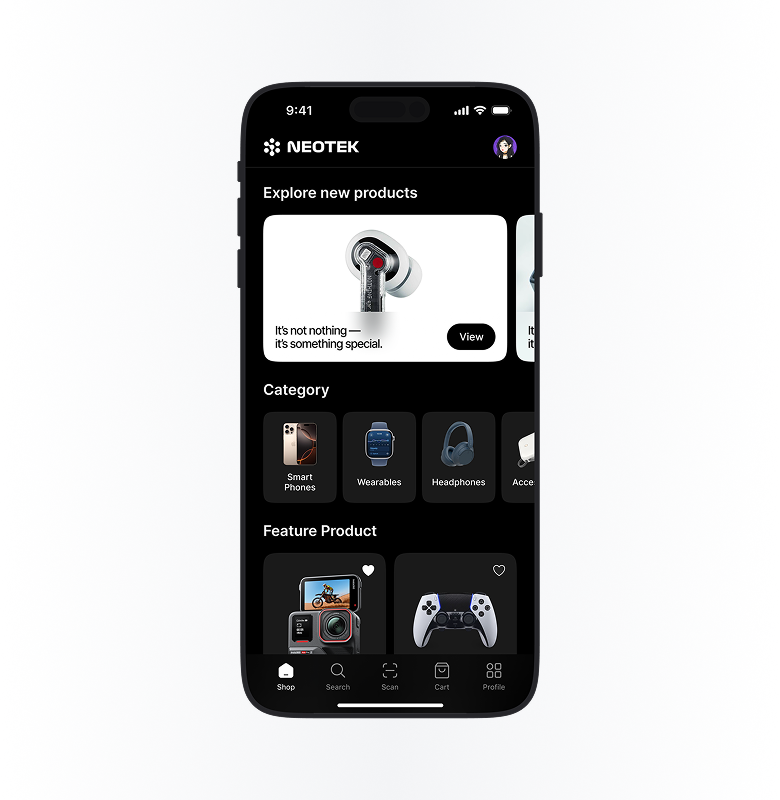 9:41
NEOTEK
Explore new products
It's not nothing —
it's something special.
View
It's
it's
Category
Smart
Phones
Wearables
Headphones
Feature Product
Shop
Search
Scan
Cart
Profile